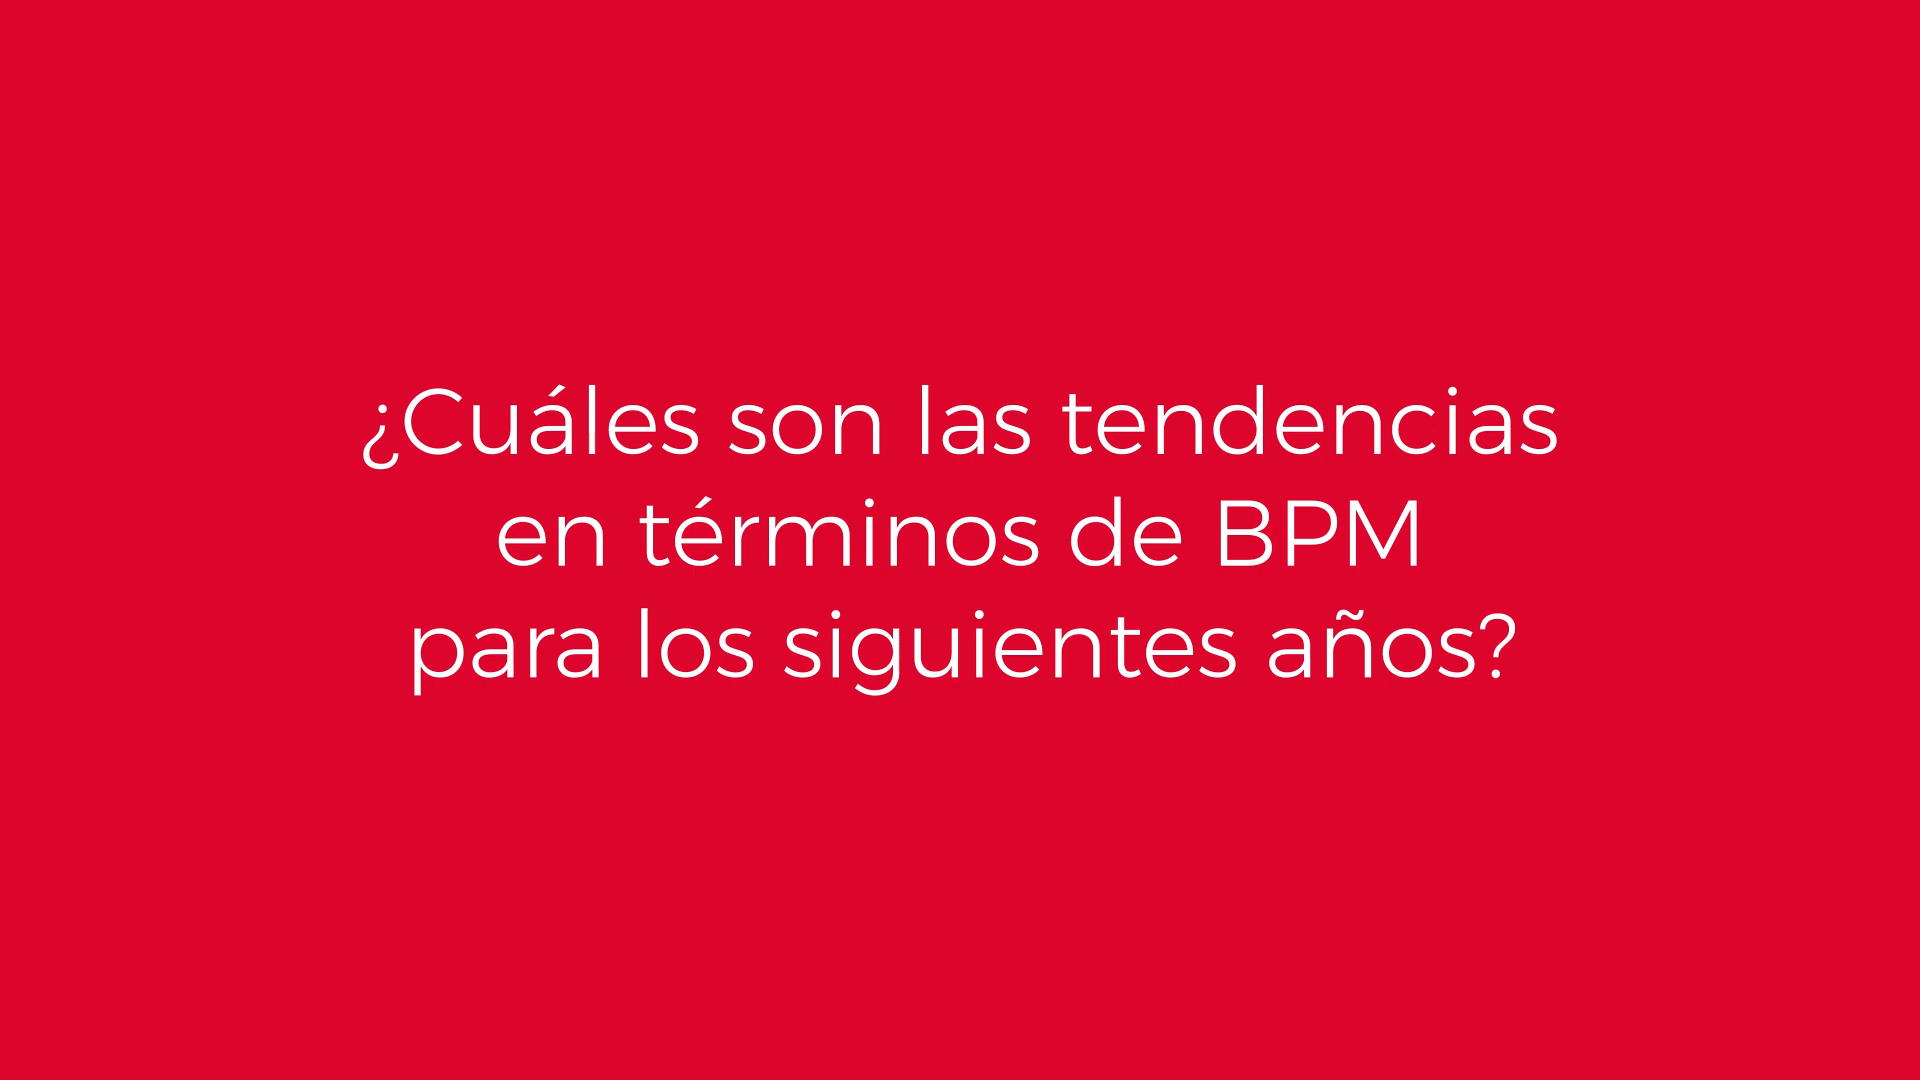 ¿Cuáles son las tendencias
en términos de BPM
para los siguientes años?